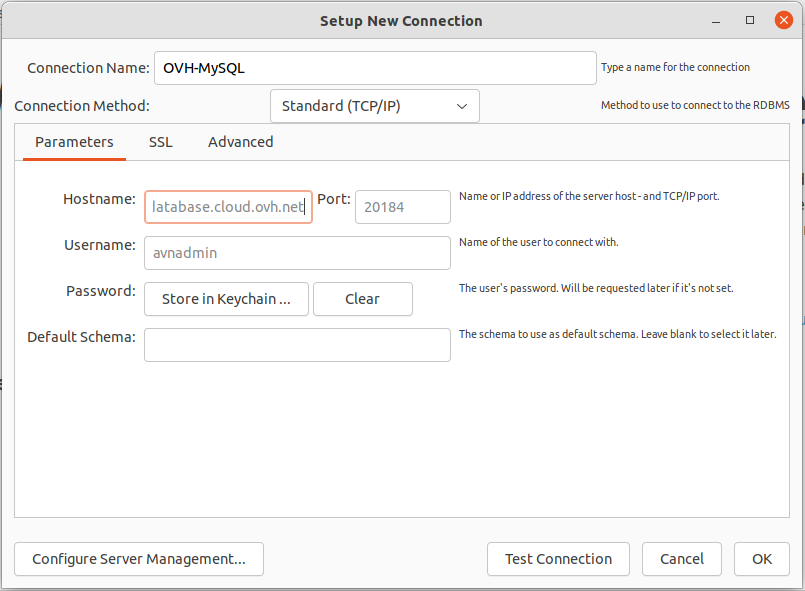 Setup New Connection
Connection Name: OVH-MySQL Type a name for the connection
Connection Method: Standard (TCP/IP) Method to use to connect to the RDBMS
Parameters SSL Advanced
Hostname: latabase.cloud.ovh.net Port: 20184 Name or IP address of the server host - and TCP/IP port.
Username: avnadmin Name of the user to connect with.
Password: Store in Keychain ... Clear The user's password. Will be requested later if it's not set.
Default Schema: The schema to use as default schema. Leave blank to select it later.
Configure Server Management... Test Connection Cancel OK